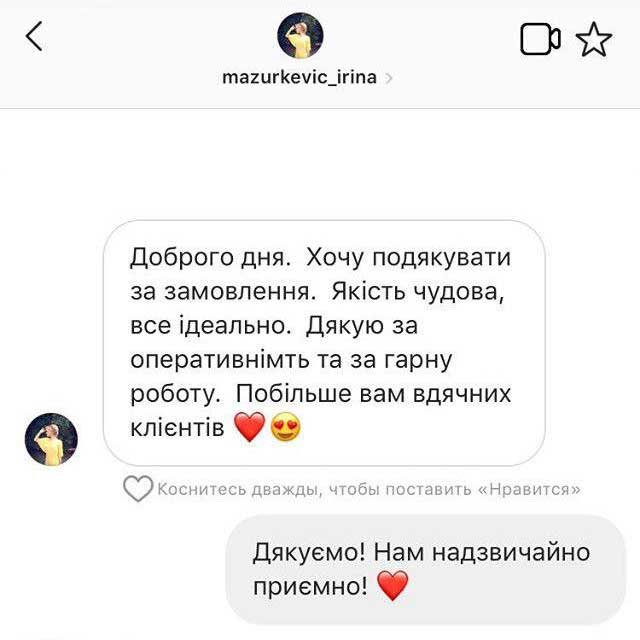 mazurkevic_irina
Доброго дня. Хочу подякувати
за замовлення. Якість чудова,
все ідеально. Дякую за
оперативнімть та за гарну
роботу. Побільше вам вдячних
клієнтів ❤️😍
Коснитесь дважды, чтобы поставить «Нравится»
Дякуємо! Нам надзвичайно
приємно! ❤️